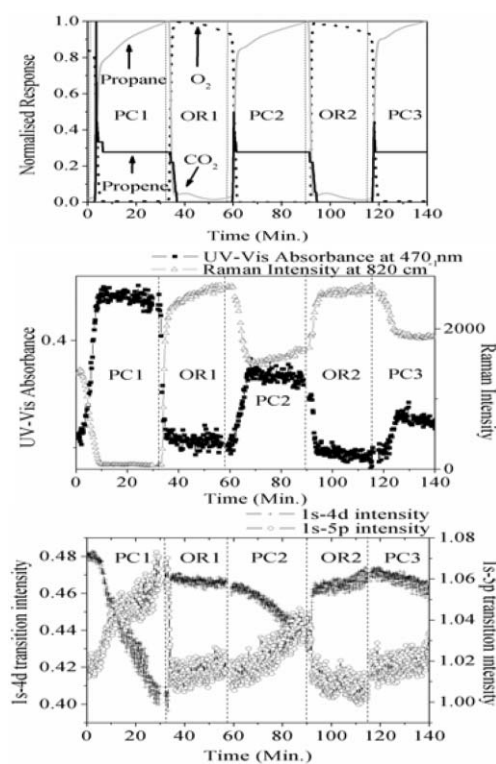 1.0
0.8
0.6
0.4
0.2
0.0
Normalised Response
Propane
O2
PC1
OR1
PC2
OR2
PC3
CO2
Propene
0 20 40 60 80 100 120 140
Time (Min.)
UV-Vis Absorbance at 470 nm
Raman Intensity at 820 cm-1
0.4
UV-Vis Absorbance
PC1
OR1
PC2
OR2
PC3
2000
0
Raman Intensity
0 20 40 60 80 100 120 140
Time (Min.)
1s-4d intensity
1s-5p intensity
0.48
0.46
0.44
0.42
0.40
1s-4d transition intensity
PC1 OR1 PC2 OR2 PC3
1.08
1.06
1.04
1.02
1.00
transition intensity
0 20 40 60 80 100 120 140
Time (Min.)